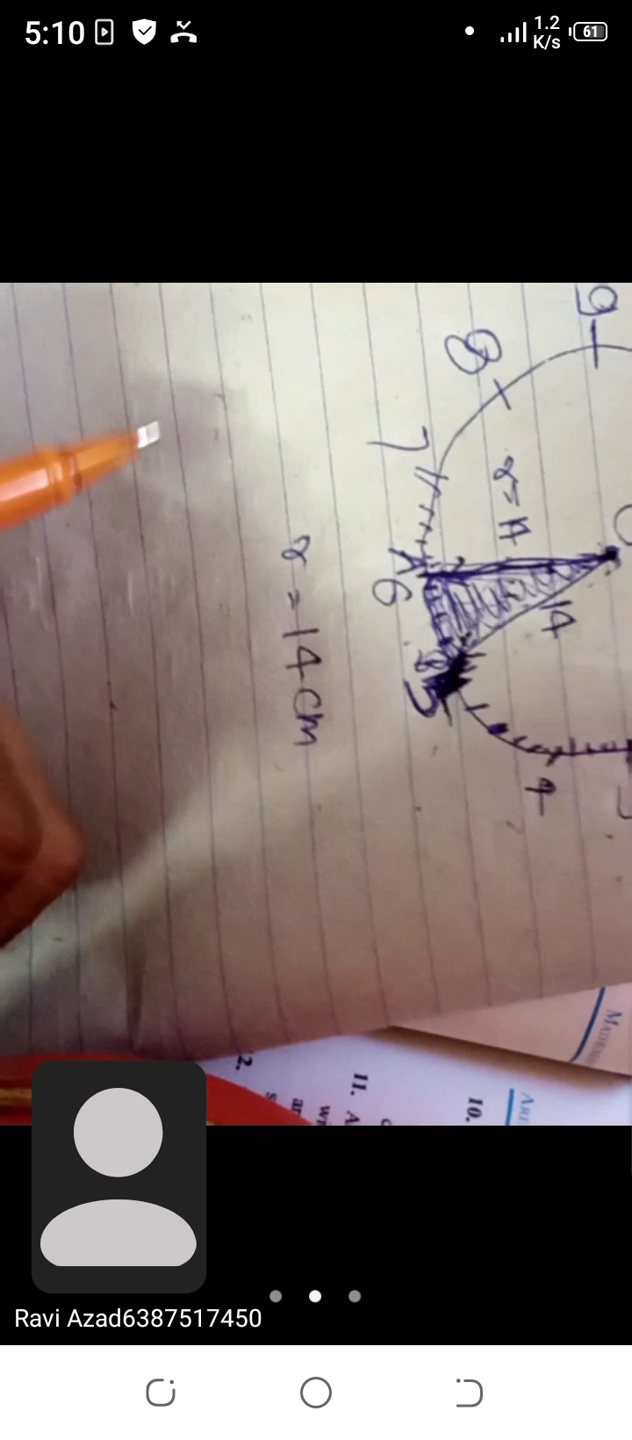 5:10
1.2
K/s
61
9
8
7
r = 14
A
6
14
5
4
r = 14 cm
10.
11. A
2.
Ravi Azad6387517450